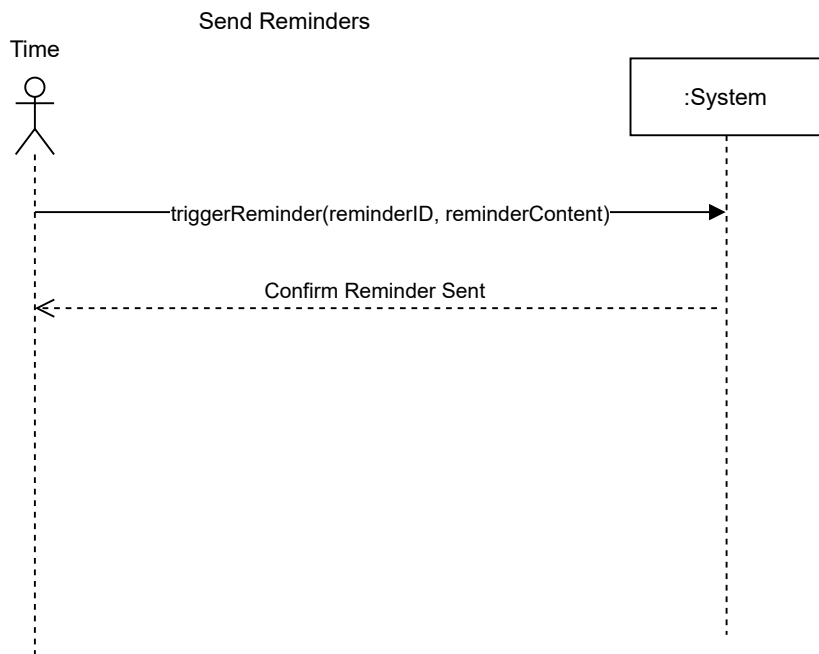 Send Reminders
Time
:System
triggerReminder(reminderID, reminderContent)
Confirm Reminder Sent